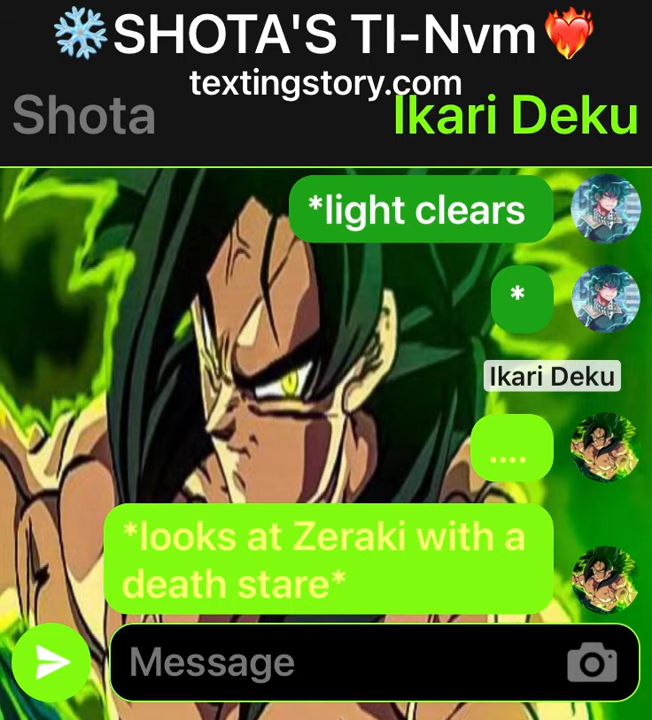 ❄️SHOTA'S TI-Nvm❤️‍🔥
textingstory.com
Shota
Ikari Deku
*light clears
*
Ikari Deku
....
*looks at Zeraki with a
death stare*
Message